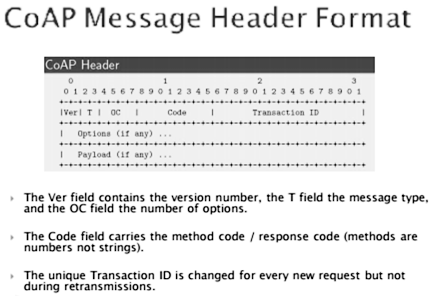 CoAP Message Header Format
CoAP Header
0 1 2 3
0 1 2 3 4 5 6 7 8 9 0 1 2 3 4 5 6 7 8 9 0 1 2 3 4 5 6 7 8 9 0 1
+-+-+-+-+-+-+-+-+-+-+-+-+-+-+-+-+-+-+-+-+-+-+-+-+-+-+-+-+-+-+-+-+
|Ver| T | OC | Code | Transaction ID |
+-+-+-+-+-+-+-+-+-+-+-+-+-+-+-+-+-+-+-+-+-+-+-+-+-+-+-+-+-+-+-+-+
| Options (if any) ...
+-+-+-+-+-+-+-+-+-+-+-+-+-+-+-+-+-+-+-+-+-+-+-+-+-+-+-+-+-+-+-+-+
| Payload (if any) ...
+-+-+-+-+-+-+-+-+-+-+-+-+-+-+-+-+-+-+-+-+-+-+-+-+-+-+-+-+-+-+-+-+
The Ver field contains the version number, the T field the message type,
and the OC field the number of options.
The Code field carries the method code / response code (methods are
numbers not strings).
The unique Transaction ID is changed for every new request but not
during retransmissions.